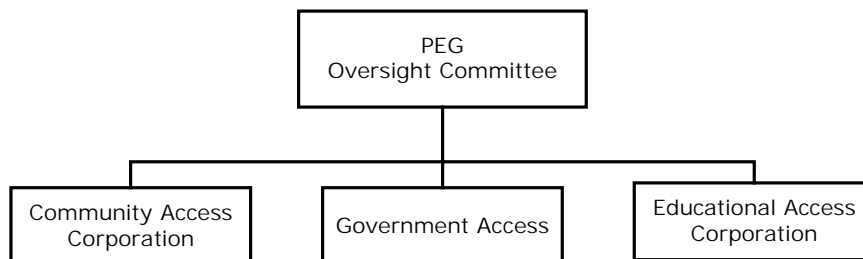 PEG
Oversight Committee
Community Access
Corporation
Government Access
Educational Access
Corporation